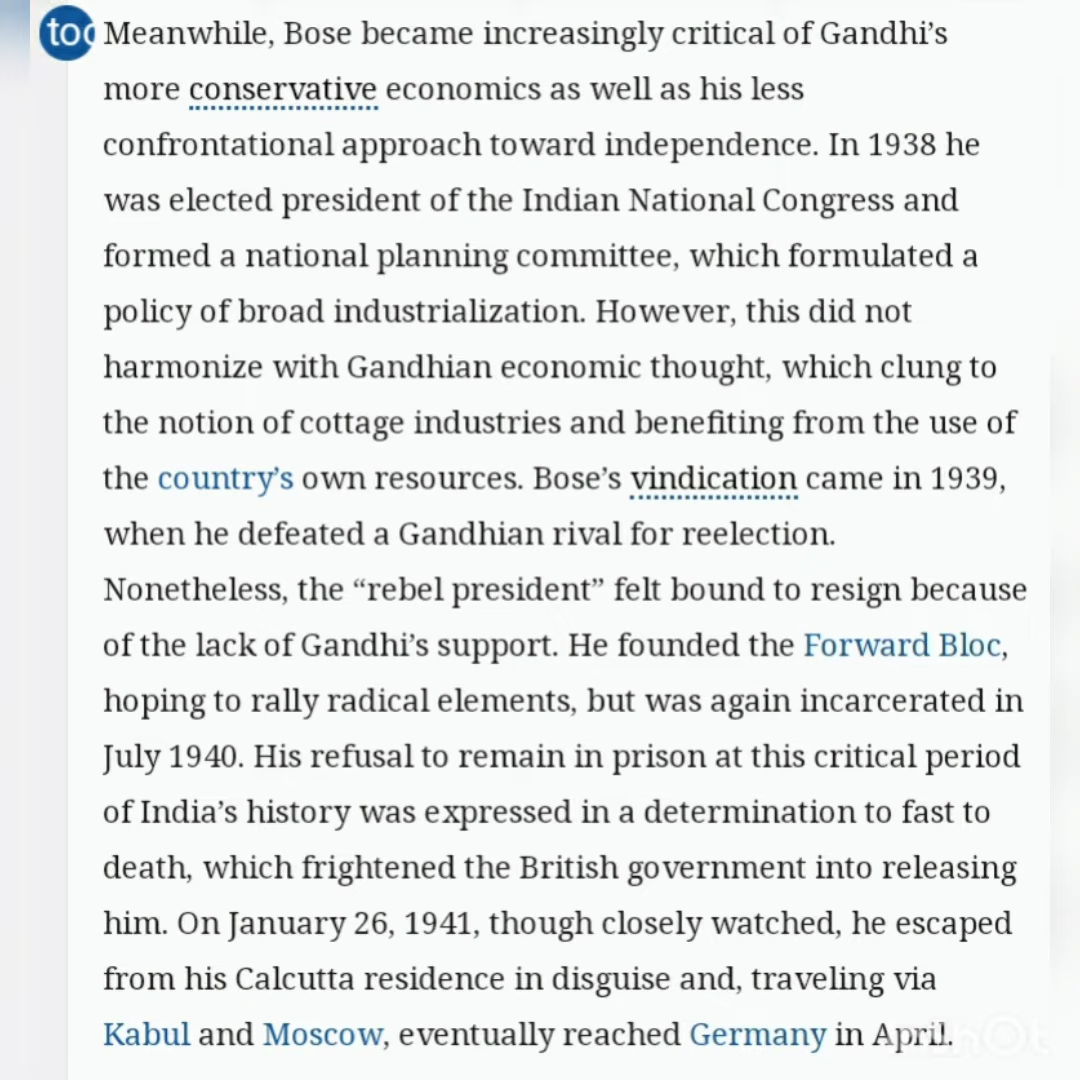 too
Meanwhile, Bose became increasingly critical of Gandhi’s
more conservative economics as well as his less
confrontational approach toward independence. In 1938 he
was elected president of the Indian National Congress and
formed a national planning committee, which formulated a
policy of broad industrialization. However, this did not
harmonize with Gandhian economic thought, which clung to
the notion of cottage industries and benefiting from the use of
the country’s own resources. Bose’s vindication came in 1939,
when he defeated a Gandhian rival for reelection.
Nonetheless, the “rebel president” felt bound to resign because
of the lack of Gandhi’s support. He founded the Forward Bloc,
hoping to rally radical elements, but was again incarcerated in
July 1940. His refusal to remain in prison at this critical period
of India’s history was expressed in a determination to fast to
death, which frightened the British government into releasing
him. On January 26, 1941, though closely watched, he escaped
from his Calcutta residence in disguise and, traveling via
Kabul and Moscow, eventually reached Germany in April.